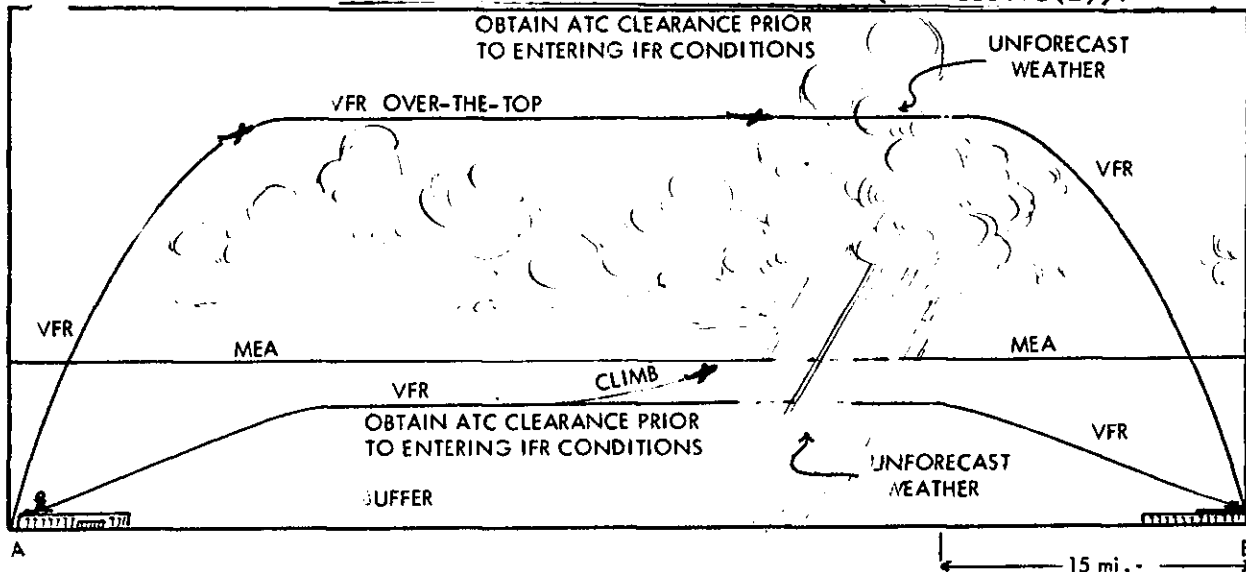 OBTAIN ATC CLEARANCE PRIOR
TO ENTERING IFR CONDITIONS
UNFORECAST
WEATHER
VFR OVER-THE-TOP
VFR
VFR
MEA
MEA
CLIMB
VFR
OBTAIN ATC CLEARANCE PRIOR
TO ENTERING IFR CONDITIONS
VFR
UNFORECAST
WEATHER
BUFFER
A
15 mi.